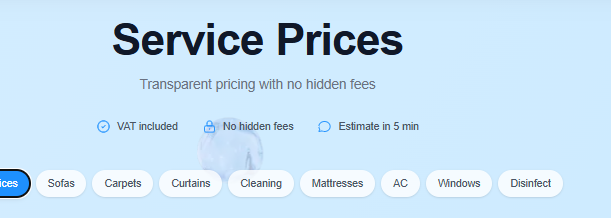 Service Prices
Transparent pricing with no hidden fees
VAT included No hidden fees Estimate in 5 min
Sofas Carpets Curtains Cleaning Mattresses AC Windows Disinfect